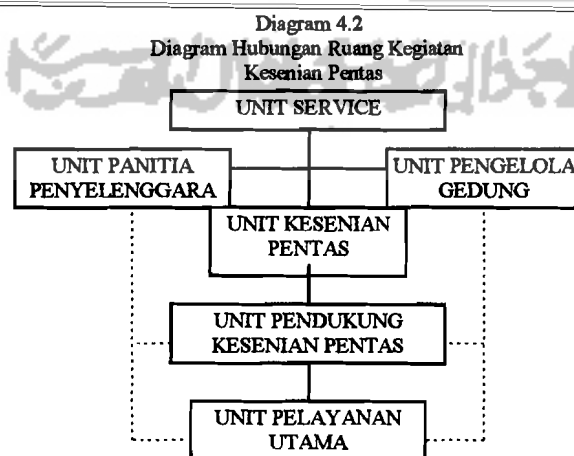 Diagram 4.2
Diagram Hubungan Ruang Kegiatan
Kesenian Pentas
UNIT SERVICE
UNIT PANITIA
PENYELENGGARA
UNIT PENGELOLA
GEDUNG
UNIT KESENIAN
PENTAS
UNIT PENDUKUNG
KESENIAN PENTAS
UNIT PELAYANAN
UTAMA